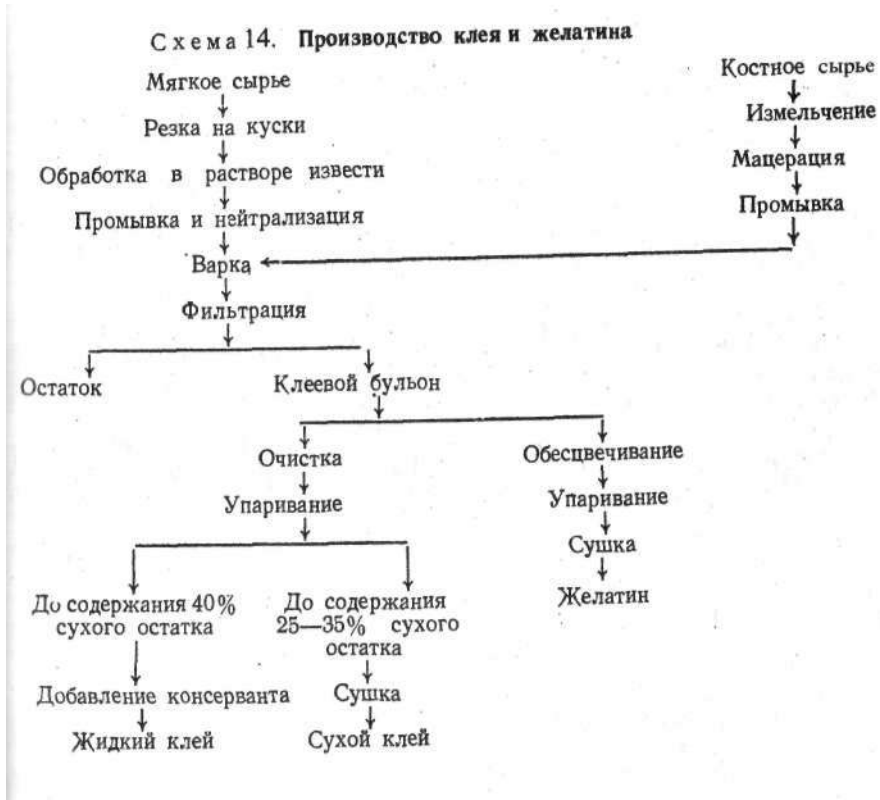 Схема 14. Производство клея и желатина
Мягкое сырье
Резка на куски
Обработка в растворе извести
Промывка и нейтрализация
Костное сырье
Измельчение
Мацерация
Промывка
Варка
Фильтрация
Остаток
Клеевой бульон
Очистка
Упаривание
Обесцвечивание
Упаривание
Сушка
Желатин
До содержания 40%
сухого остатка
Добавление консерванта
Жидкий клей
До содержания
25—35% сухого
остатка
Сушка
Сухой клей